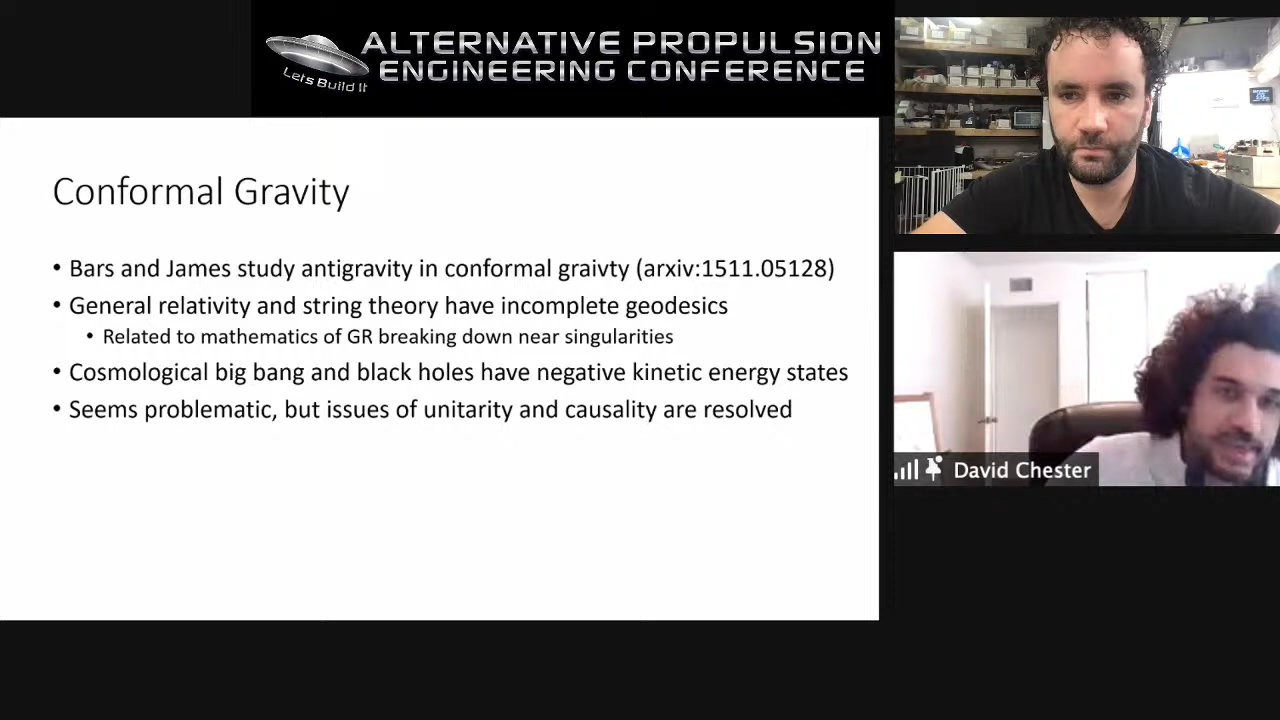 Lets Build It
ALTERNATIVE PROPULSION
ENGINEERING CONFERENCE
Conformal Gravity
• Bars and James study antigravity in conformal graivty (arxiv:1511.05128)
• General relativity and string theory have incomplete geodesics
• Related to mathematics of GR breaking down near singularities
• Cosmological big bang and black holes have negative kinetic energy states
• Seems problematic, but issues of unitarity and causality are resolved
David Chester